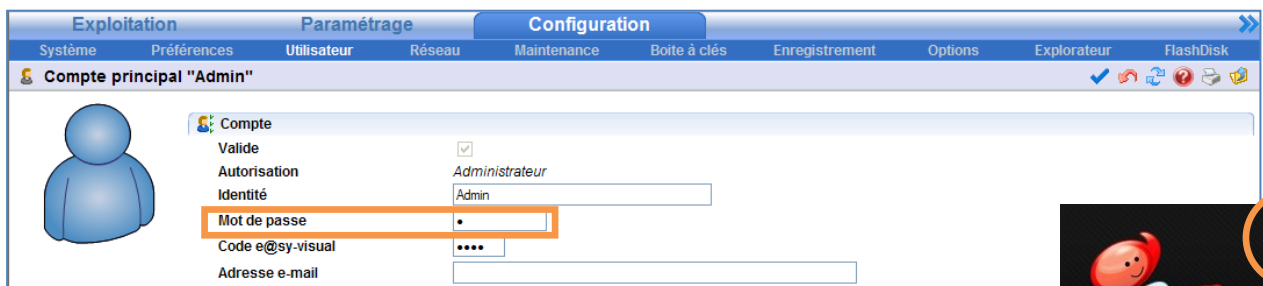 Exploitation Paramétrage Configuration
Système Préférences Utilisateur Réseau Maintenance Boite à clés Enregistrement Options Explorateur FlashDisk
Compte principal "Admin"
Compte
Valide
Autorisation Administrateur
Identité Admin
Mot de passe •
Code e@sy-visual ••••
Adresse e-mail